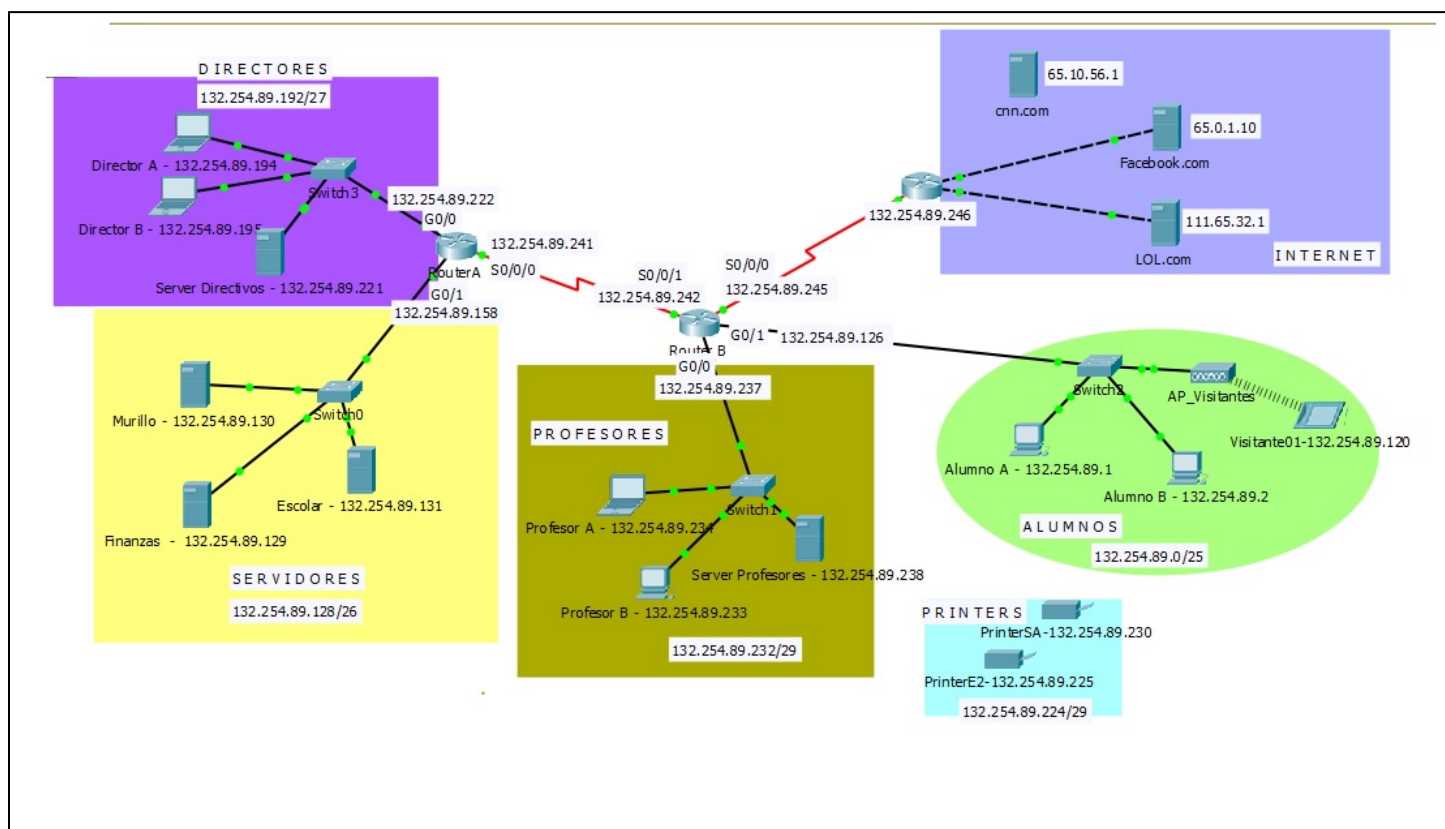 D I R E C T O R E S
132.254.89.192/27
Director A - 132.254.89.194
Switch3
Director B - 132.254.89.195
Server Directivos - 132.254.89.221
132.254.89.222
G0/0
132.254.89.241
RouterA
S0/0/0
G0/1
132.254.89.158
Murillo - 132.254.89.130
Switch0
Escolar - 132.254.89.131
Finanzas - 132.254.89.129
S E R V I D O R E S
132.254.89.128/26
S0/0/1
132.254.89.242
S0/0/0
132.254.89.245
Router B
G0/1
132.254.89.126
G0/0
132.254.89.237
P R O F E S O R E S
Switch1
Profesor A - 132.254.89.234
Server Profesores - 132.254.89.238
Profesor B - 132.254.89.233
132.254.89.232/29
65.10.56.1
cnn.com
65.0.1.10
Facebook.com
132.254.89.246
111.65.32.1
LOL.com
I N T E R N E T
Switch2
AP_Visitantes
Visitante01-132.254.89.120
Alumno A - 132.254.89.1
Alumno B - 132.254.89.2
A L U M N O S
132.254.89.0/25
P R I N T E R S
PrinterSA-132.254.89.230
PrinterE2-132.254.89.225
132.254.89.224/29